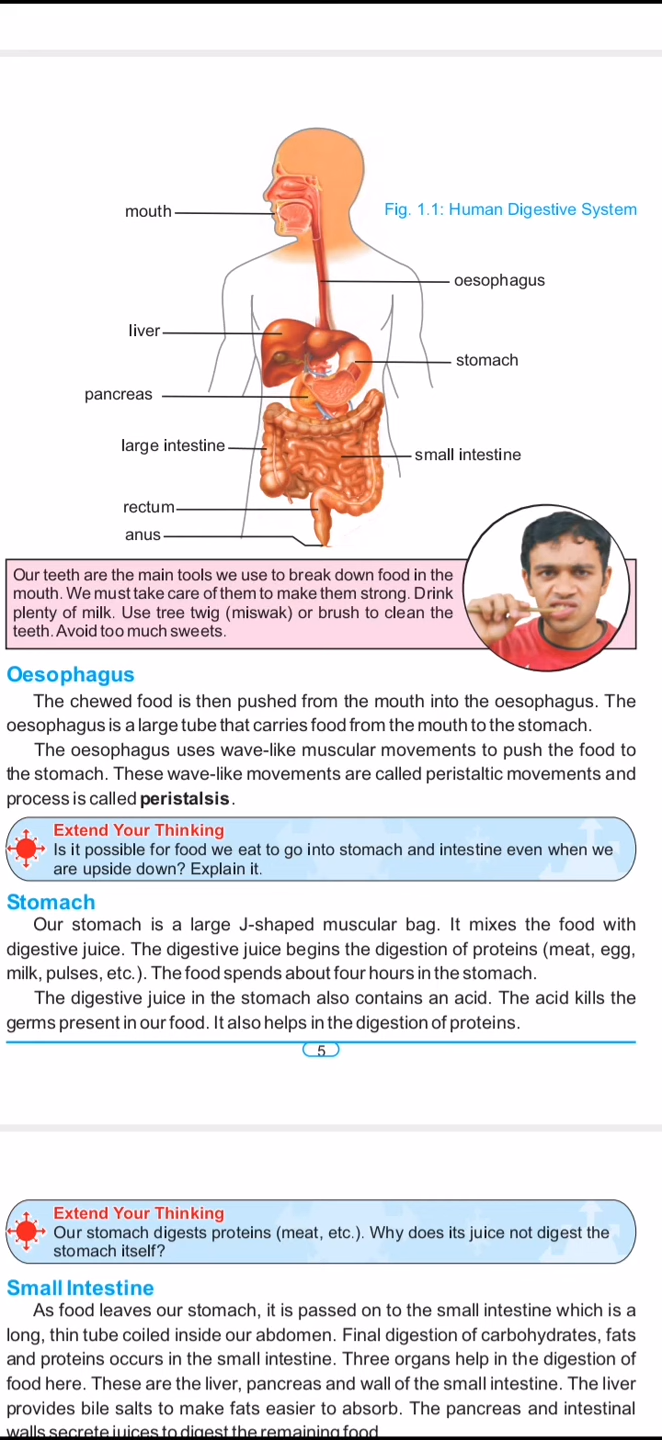 mouth
Fig. 1.1: Human Digestive System
oesophagus
liver
stomach
pancreas
large intestine
small intestine
rectum
anus
Our teeth are the main tools we use to break down food in the
mouth. We must take care of them to make them strong. Drink
plenty of milk. Use tree twig (miswak) or brush to clean the
teeth. Avoid too much sweets.
Oesophagus
The chewed food is then pushed from the mouth into the oesophagus. The
oesophagus is a large tube that carries food from the mouth to the stomach.
The oesophagus uses wave-like muscular movements to push the food to
the stomach. These wave-like movements are called peristaltic movements and
process is called peristalsis.
Extend Your Thinking
Is it possible for food we eat to go into stomach and intestine even when we
are upside down? Explain it.
Stomach
Our stomach is a large J-shaped muscular bag. It mixes the food with
digestive juice. The digestive juice begins the digestion of proteins (meat, egg,
milk, pulses, etc.). The food spends about four hours in the stomach.
The digestive juice in the stomach also contains an acid. The acid kills the
germs present in our food. It also helps in the digestion of proteins.
5
Extend Your Thinking
Our stomach digests proteins (meat, etc.). Why does its juice not digest the
stomach itself?
Small Intestine
As food leaves our stomach, it is passed on to the small intestine which is a
long, thin tube coiled inside our abdomen. Final digestion of carbohydrates, fats
and proteins occurs in the small intestine. Three organs help in the digestion of
food here. These are the liver, pancreas and wall of the small intestine. The liver
provides bile salts to make fats easier to absorb. The pancreas and intestinal
walls secrete juices to digest the remaining food